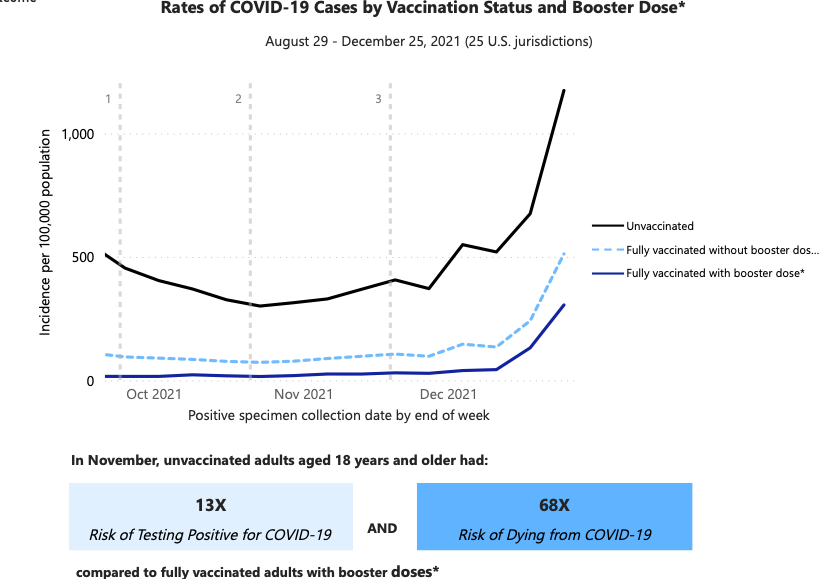 Rates of COVID-19 Cases by Vaccination Status and Booster Dose*
August 29 - December 25, 2021 (25 U.S. jurisdictions)
1
2
3
1,000
500
0
Incidence per 100,000 population
Oct 2021
Nov 2021
Dec 2021
Positive specimen collection date by end of week
Unvaccinated
Fully vaccinated without booster dos...
Fully vaccinated with booster dose*
In November, unvaccinated adults aged 18 years and older had:
13X
Risk of Testing Positive for COVID-19
AND
68X
Risk of Dying from COVID-19
compared to fully vaccinated adults with booster doses*